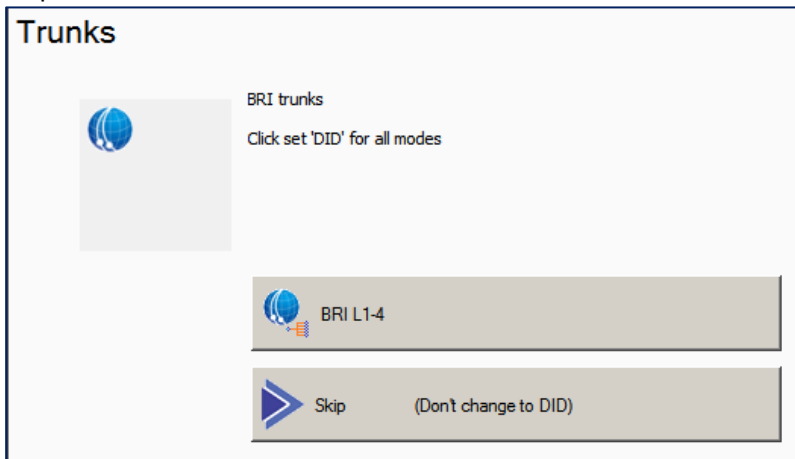 Trunks
BRI trunks
Click set 'DID' for all modes
BRI L1-4
Skip (Don't change to DID)